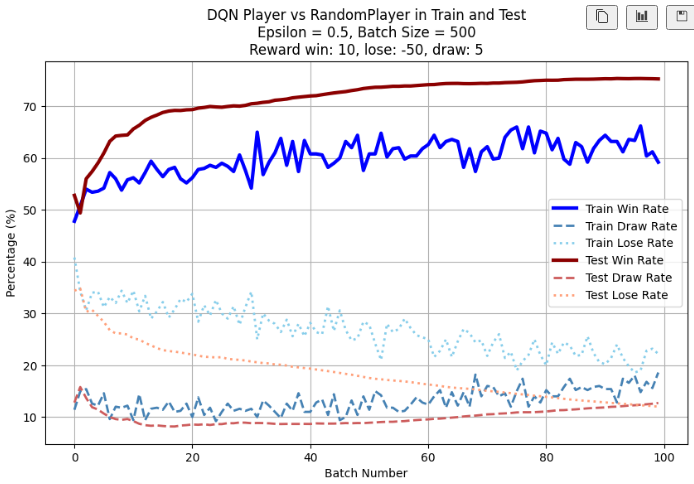 DQN Player vs RandomPlayer in Train and Test
Epsilon = 0.5, Batch Size = 500
Reward win: 10, lose: -50, draw: 5
Percentage (%)
70
60
50
40
30
20
10
Train Win Rate
Train Draw Rate
Train Lose Rate
Test Win Rate
Test Draw Rate
Test Lose Rate
0
20
40
60
80
100
Batch Number